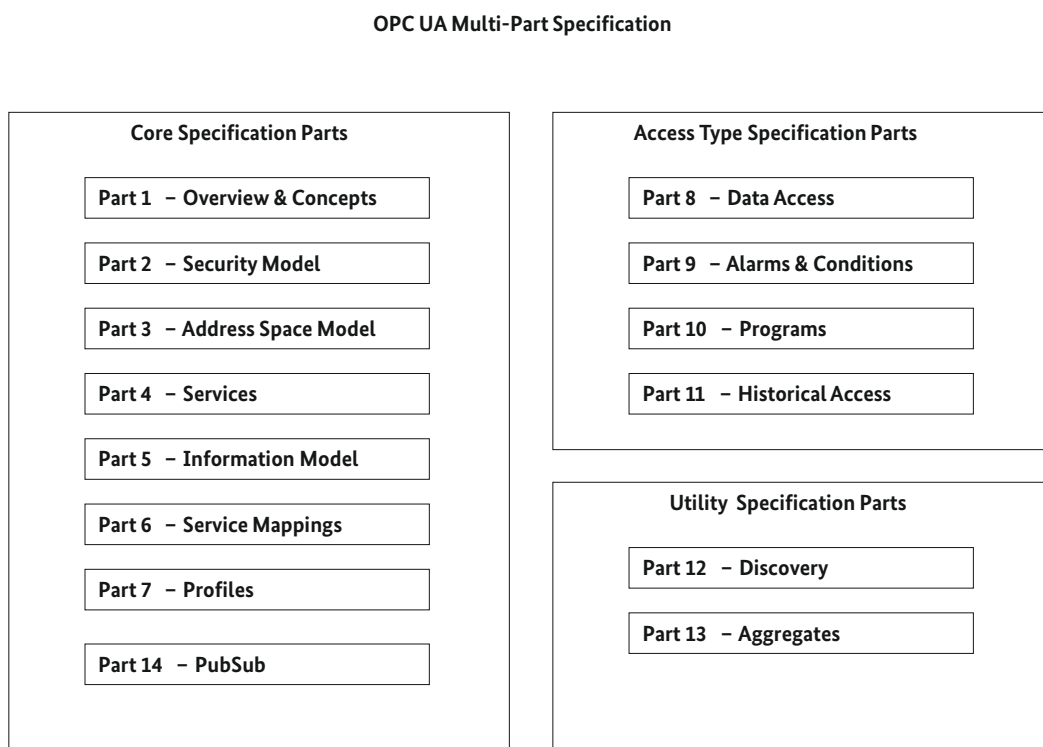 OPC UA Multi-Part Specification
Core Specification Parts
Part 1 – Overview & Concepts
Part 2 – Security Model
Part 3 – Address Space Model
Part 4 – Services
Part 5 – Information Model
Part 6 – Service Mappings
Part 7 – Profiles
Part 14 – PubSub
Access Type Specification Parts
Part 8 – Data Access
Part 9 – Alarms & Conditions
Part 10 – Programs
Part 11 – Historical Access
Utility Specification Parts
Part 12 – Discovery
Part 13 – Aggregates